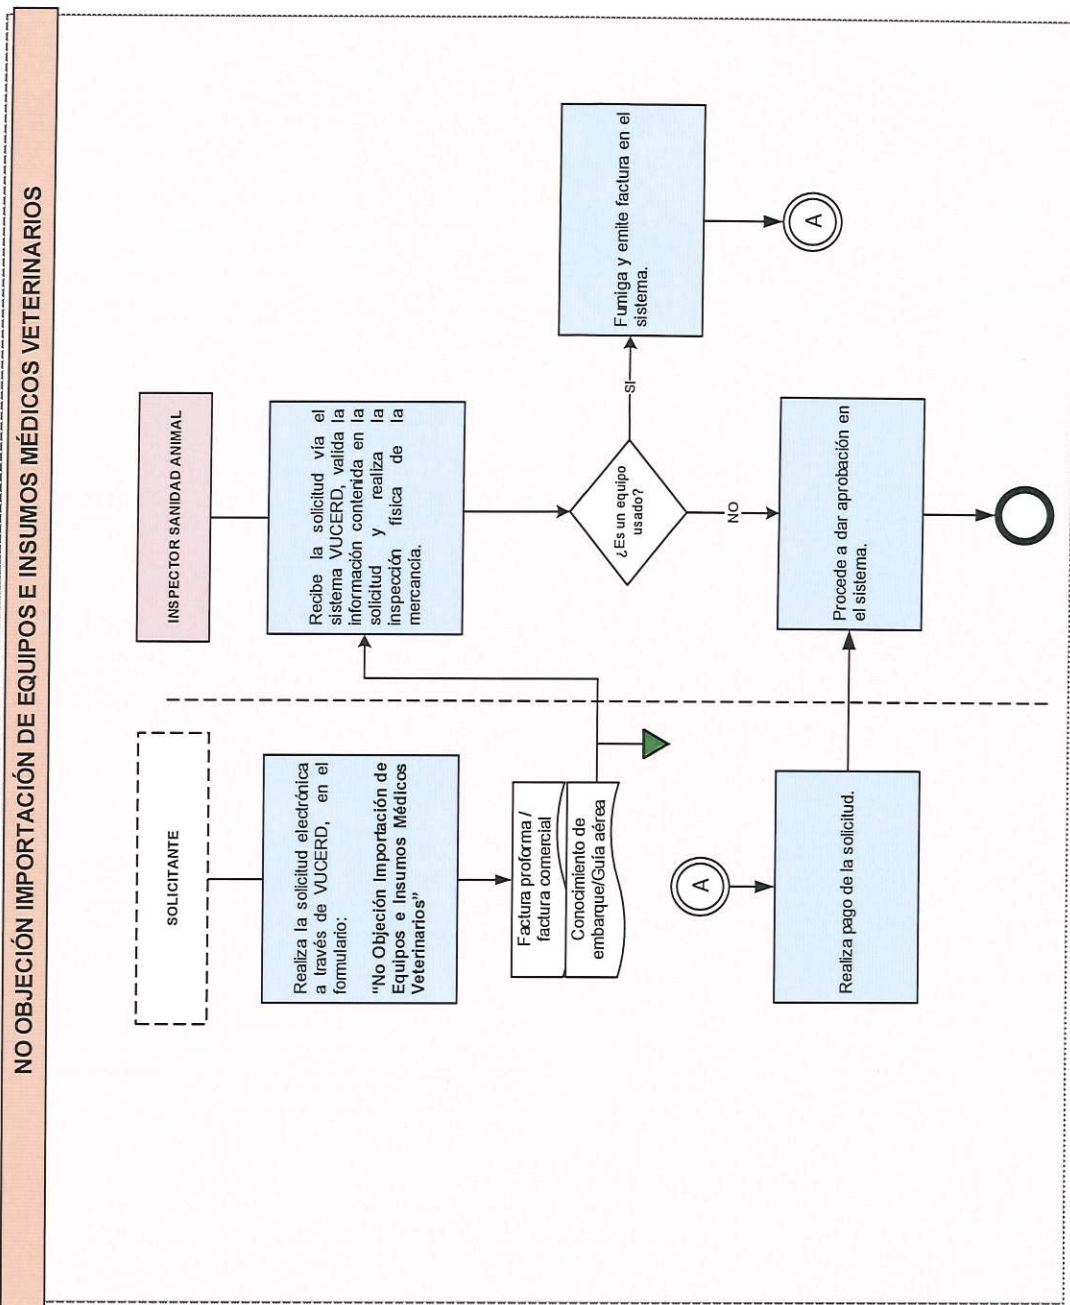 NO OBJECIÓN IMPORTACIÓN DE EQUIPOS E INSUMOS MÉDICOS VETERINARIOS
SOLICITANTE
Realiza la solicitud electrónica
a través de VUCERD, en el
formulario:
"No Objeción Importación de
Equipos e Insumos Médicos
Veterinarios"
Factura proforma /
factura comercial
Conocimiento de
embarque/Guía aérea
A
Realiza pago de la solicitud.
INSPECTOR SANIDAD ANIMAL
Recibe la solicitud vía el
sistema VUCERD, valida la
información contenida en la
solicitud y realiza la
inspección física de la
mercancía.
¿Es un equipo
usado?
SI
NO
Fumiga y emite factura en el
sistema.
A
Procede a dar aprobación en
el sistema.